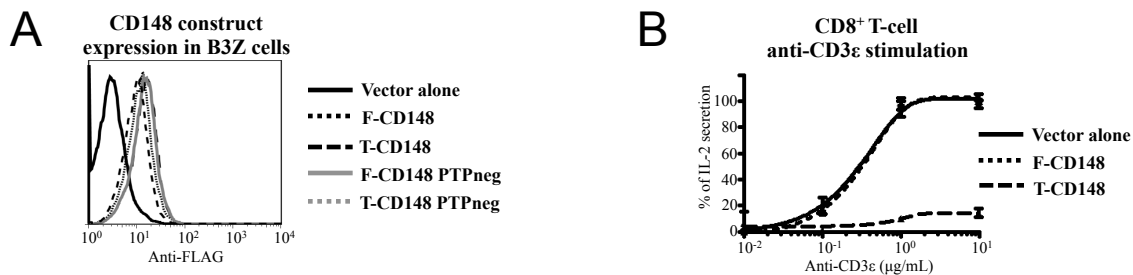 A
CD148 construct
expression in B3Z cells
10⁰ 10¹ 10² 10³ 10⁴
Anti-FLAG
Vector alone
F-CD148
T-CD148
F-CD148 PTPneg
T-CD148 PTPneg
B
CD8⁺ T-cell
anti-CD3ε stimulation
% of IL-2 secretion
100
80
60
40
20
0
10⁻² 10⁻¹ 10⁰ 10¹
Anti-CD3ε (μg/mL)
Vector alone
F-CD148
T-CD148